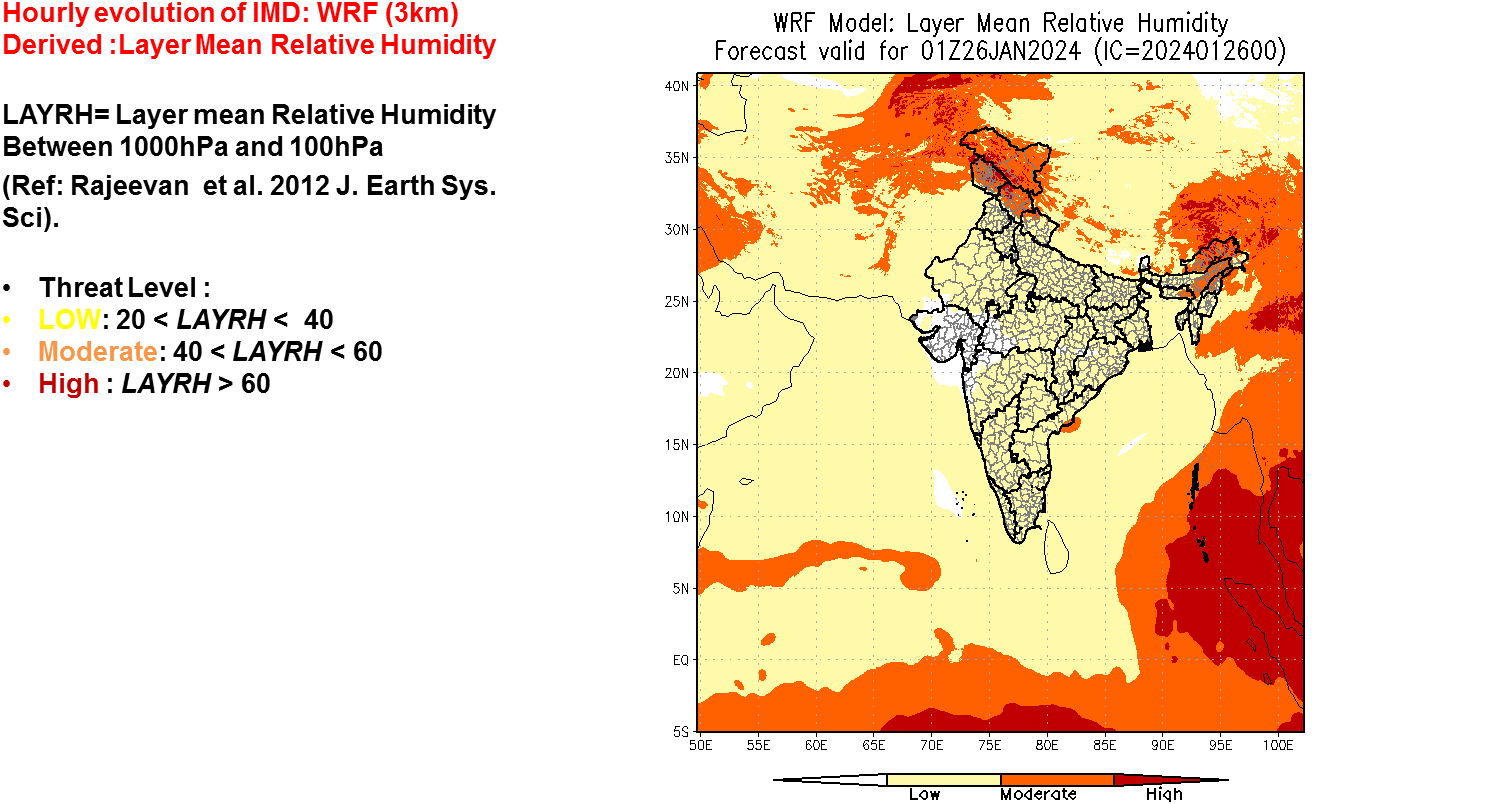 Hourly evolution of IMD: WRF (3km)
Derived :Layer Mean Relative Humidity
LAYRH= Layer mean Relative Humidity
Between 1000hPa and 100hPa
(Ref: Rajeevan et al. 2012 J. Earth Sys.
Sci).
• Threat Level :
• LOW: 20 < LAYRH < 40
• Moderate: 40 < LAYRH < 60
• High : LAYRH > 60
WRF Model: Layer Mean Relative Humidity
Forecast valid for 01Z26JAN2024 (IC=2024012600)
40N
35N
30N
25N
20N
15N
10N
5N
EQ
5S
50E 55E 60E 65E 70E 75E 80E 85E 90E 95E 100E
Low Moderate High